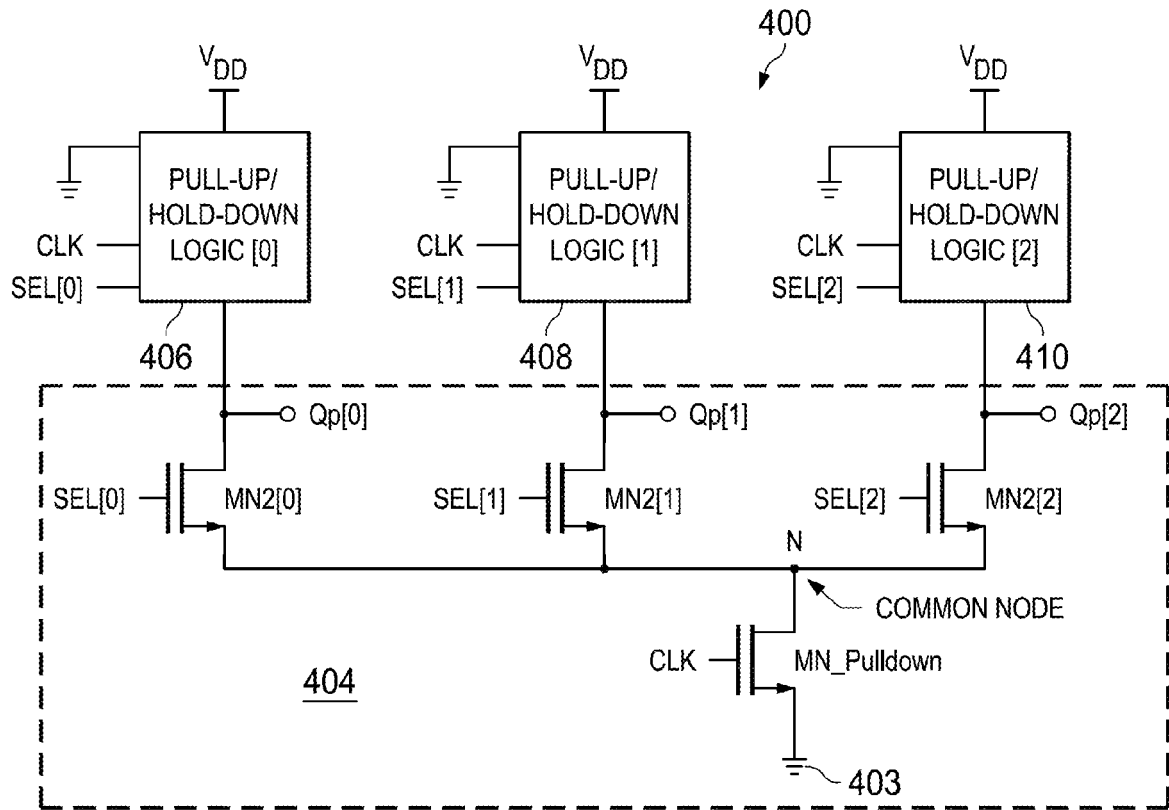 400
VDD
VDD
VDD
PULL-UP/
HOLD-DOWN
LOGIC [0]
CLK
SEL[0]
406
PULL-UP/
HOLD-DOWN
LOGIC [1]
CLK
SEL[1]
408
PULL-UP/
HOLD-DOWN
LOGIC [2]
CLK
SEL[2]
410
Qp[0]
Qp[1]
Qp[2]
SEL[0]
MN2[0]
SEL[1]
MN2[1]
SEL[2]
MN2[2]
N
COMMON NODE
CLK
MN_Pulldown
404
403